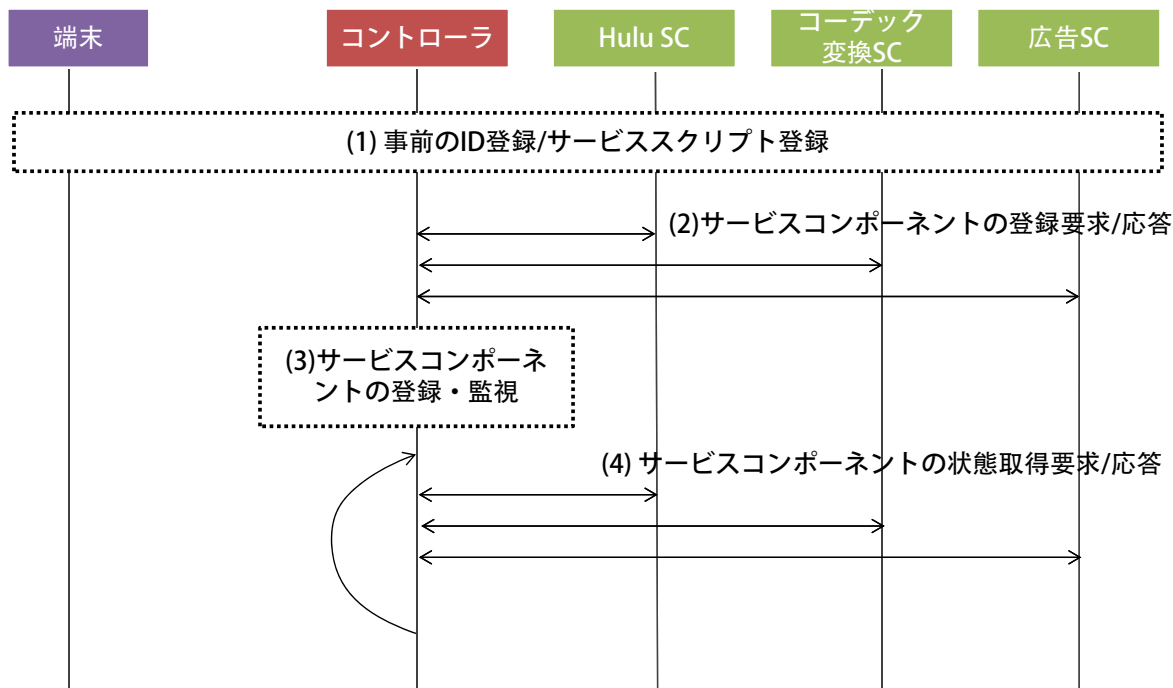 端末
コントローラ
Hulu SC
コーデック
変換SC
広告SC
(1) 事前のID登録/サービススクリプト登録
(2)サービスコンポーネントの登録要求/応答
(3)サービスコンポーネ
ントの登録・監視
(4) サービスコンポーネントの状態取得要求/応答